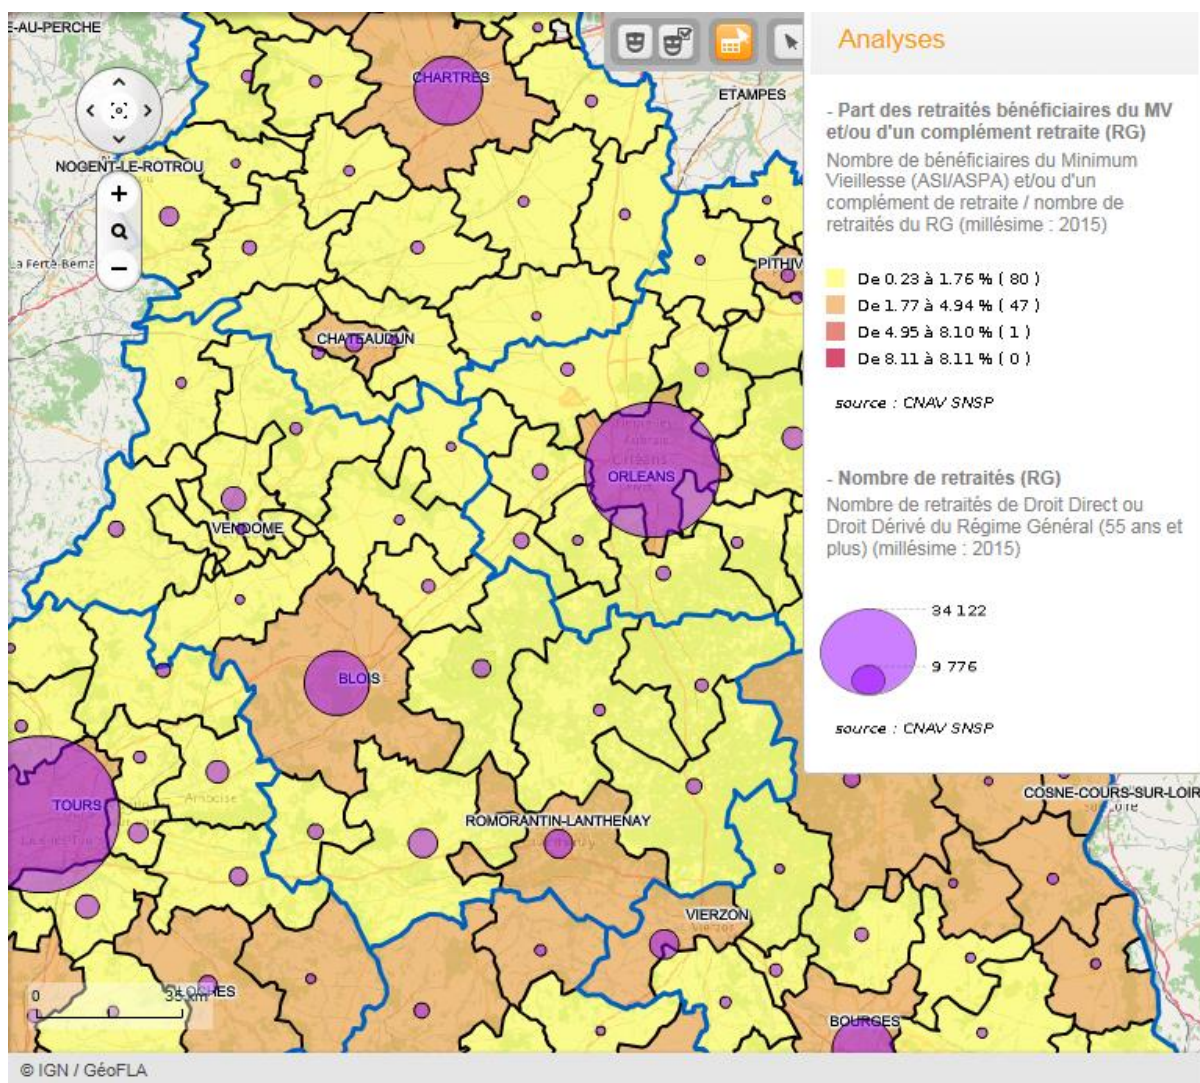 E-AU-PERCHE
CHARTRES
ETAMPES
NOGENT-LE-ROTROU
PITHIV
CHATEAUDUN
ORLEANS
VENDOME
BLOIS
TOURS
Amboise
ROMORANTIN-LANTHENAY
COSNE-COURS-SUR-LOIR
VIERZON
Vierzon
LOCHES
BOURGES
0
35 km
© IGN / GéoFLA
Analyses
- Part des retraités bénéficiaires du MV
et/ou d'un complément retraite (RG)
Nombre de bénéficiaires du Minimum
Vieillesse (ASI/ASPA) et/ou d'un
complément de retraite / nombre de
retraités du RG (millésime : 2015)
De 0.23 à 1.76 % ( 80 )
De 1.77 à 4.94 % ( 47 )
De 4.95 à 8.10 % ( 1 )
De 8.11 à 8.11 % ( 0 )
source : CNAV SNSP
- Nombre de retraités (RG)
Nombre de retraités de Droit Direct ou
Droit Dérivé du Régime Général (55 ans et
plus) (millésime : 2015)
34 122
9 776
source : CNAV SNSP